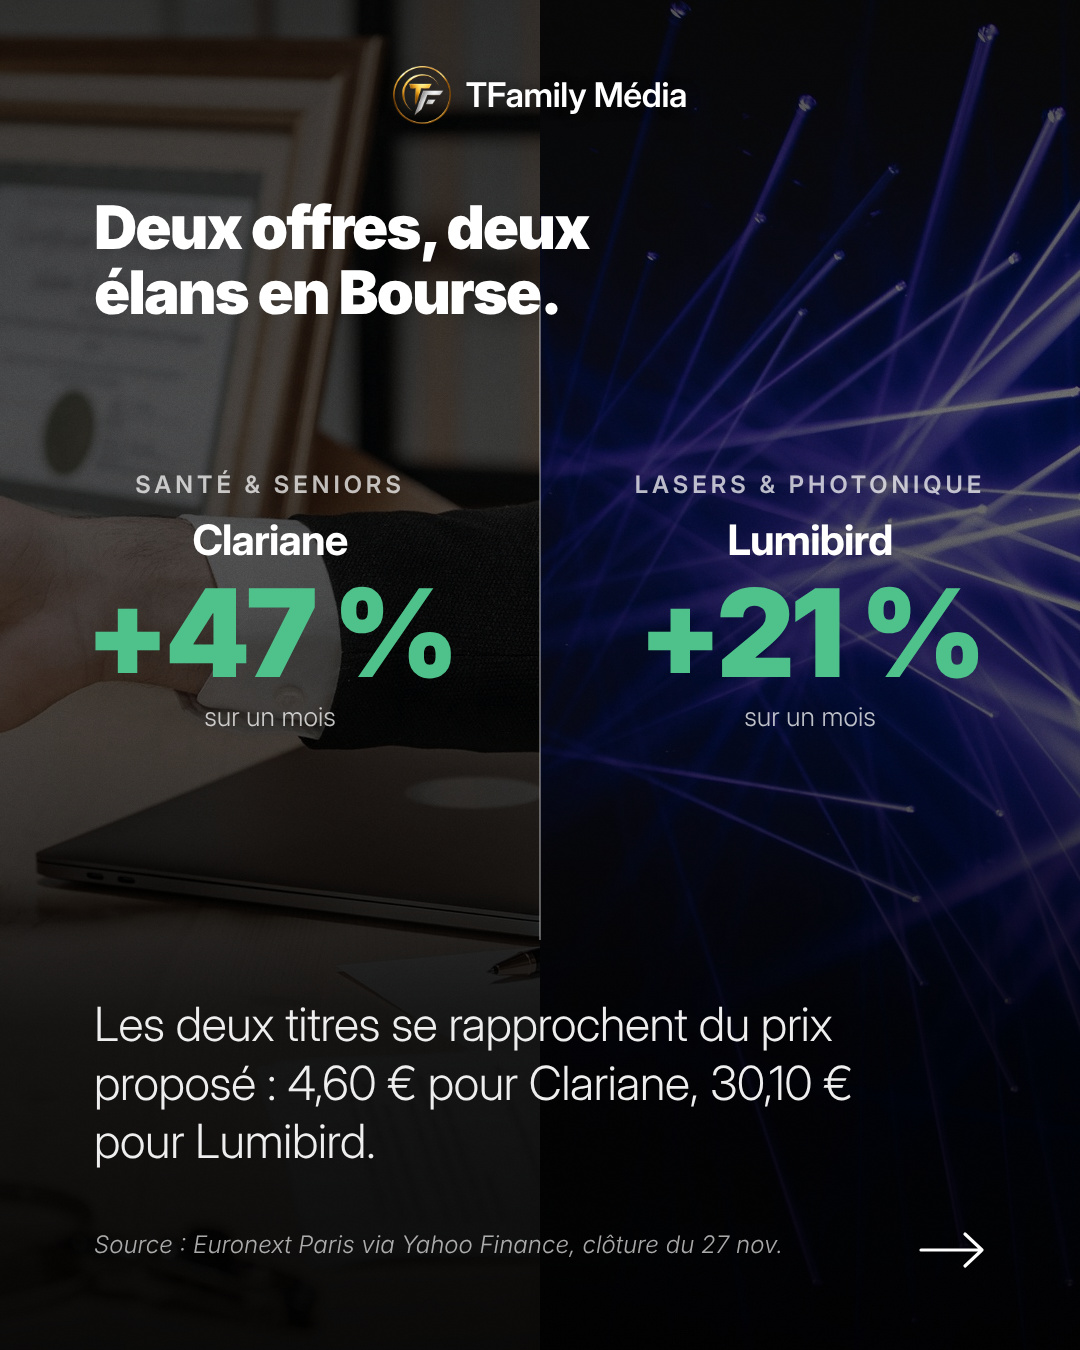 TFamily Média
Deux offres, deux
élans en Bourse.
SANTÉ & SENIORS
Clariane
+47 %
sur un mois
LASERS & PHOTONIQUE
Lumibird
+21 %
sur un mois
Les deux titres se rapprochent du prix
proposé : 4,60 € pour Clariane, 30,10 €
pour Lumibird.
Source : Euronext Paris via Yahoo Finance, clôture du 27 nov.